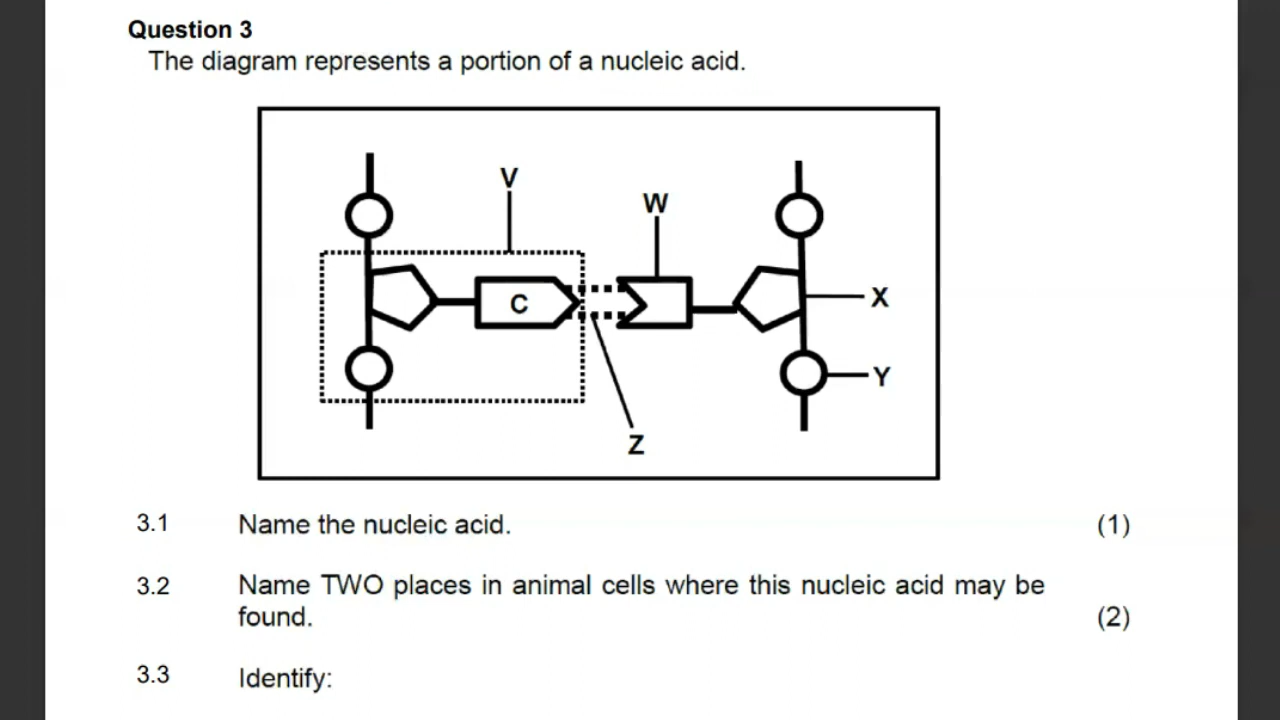 Question 3
The diagram represents a portion of a nucleic acid.
V
W
C
X
Y
Z
3.1 Name the nucleic acid. (1)
3.2 Name TWO places in animal cells where this nucleic acid may be
found. (2)
3.3 Identify: